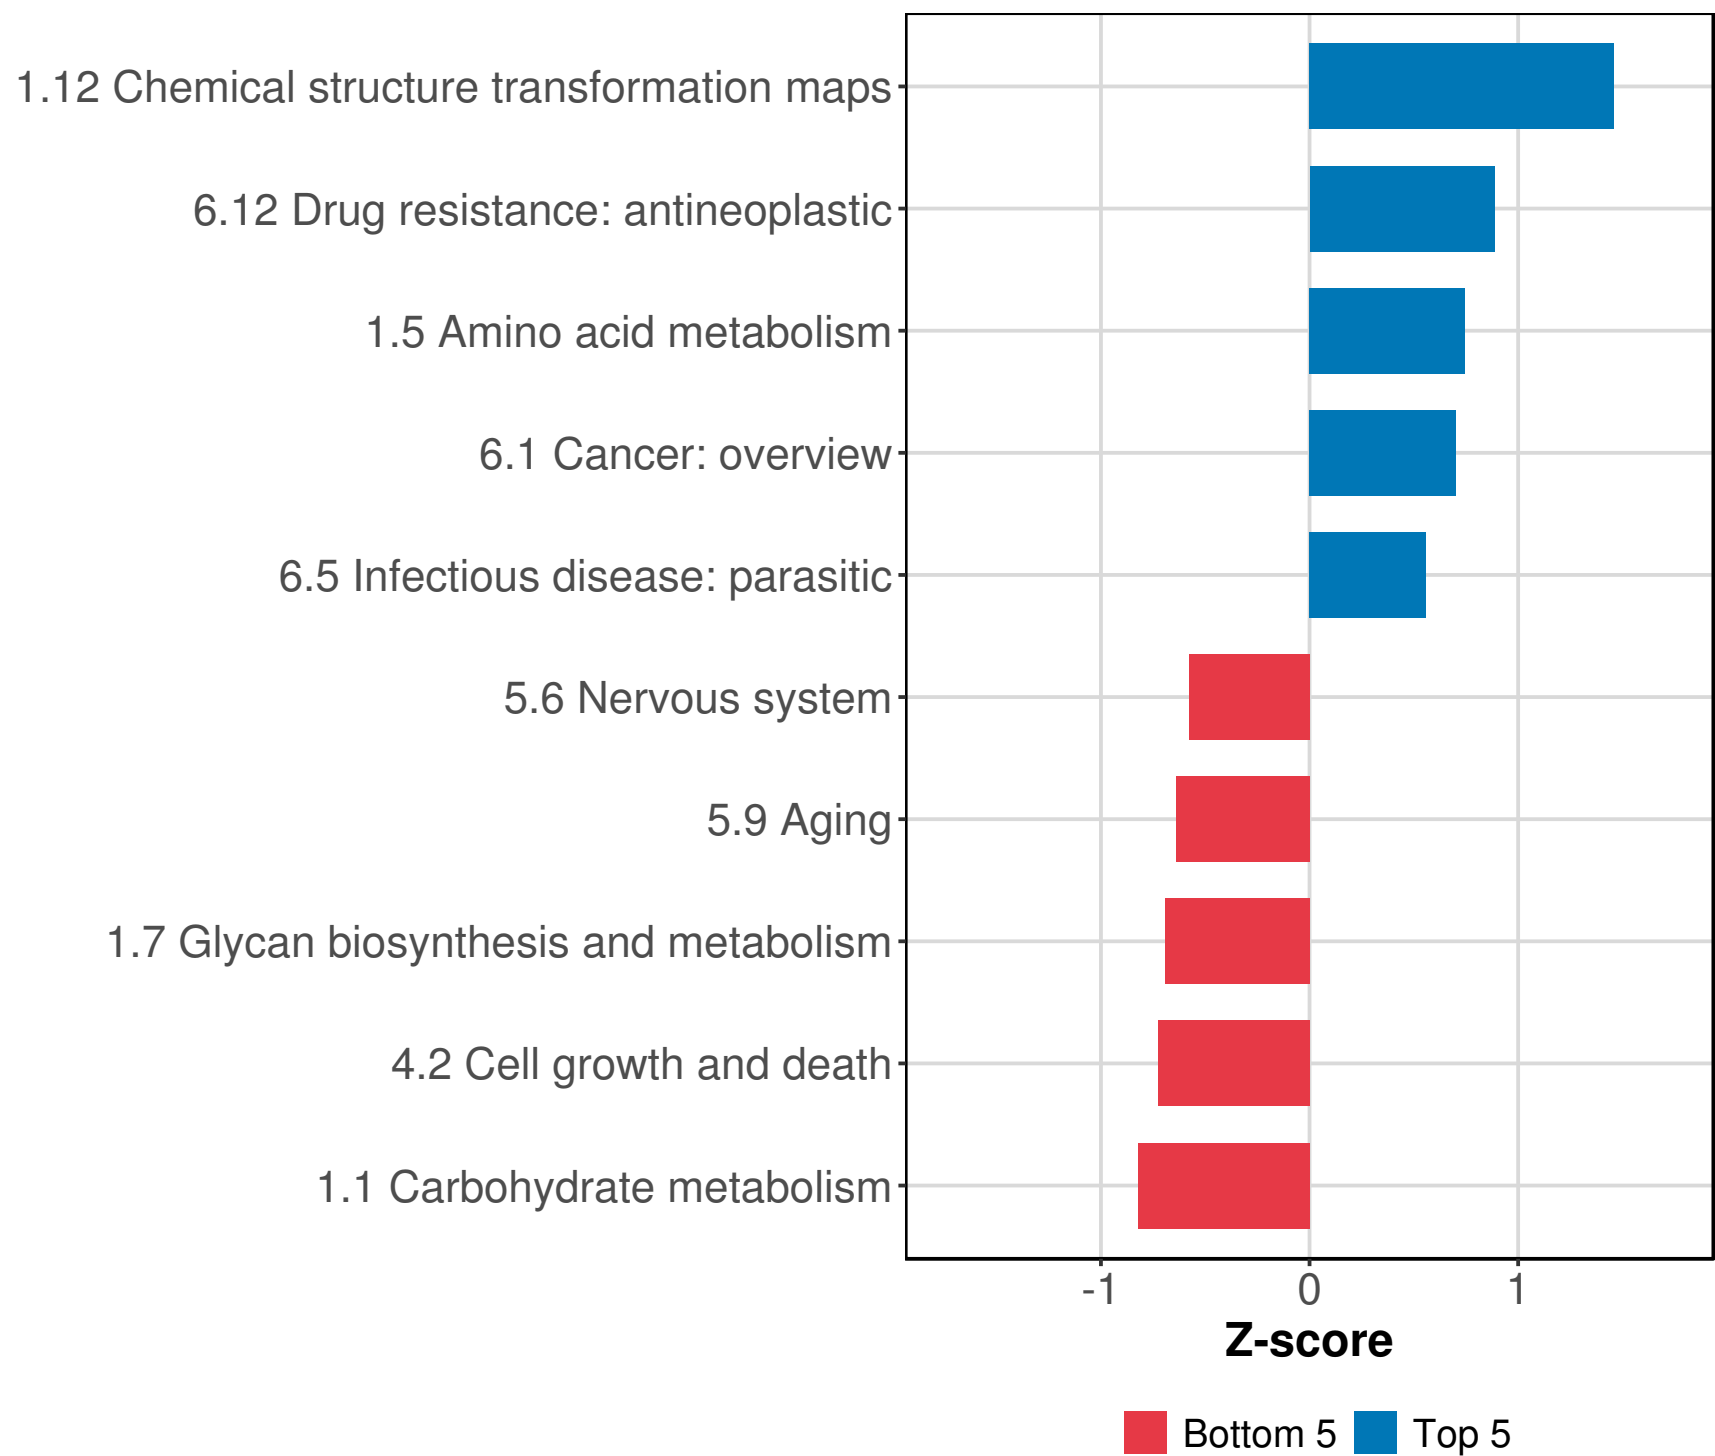 1.12 Chemical structure transformation maps
6.12 Drug resistance: antineoplastic
1.5 Amino acid metabolism
6.1 Cancer: overview
6.5 Infectious disease: parasitic
5.6 Nervous system
5.9 Aging
1.7 Glycan biosynthesis and metabolism
4.2 Cell growth and death
1.1 Carbohydrate metabolism
-1 0 1
Z-score
Bottom 5 Top 5